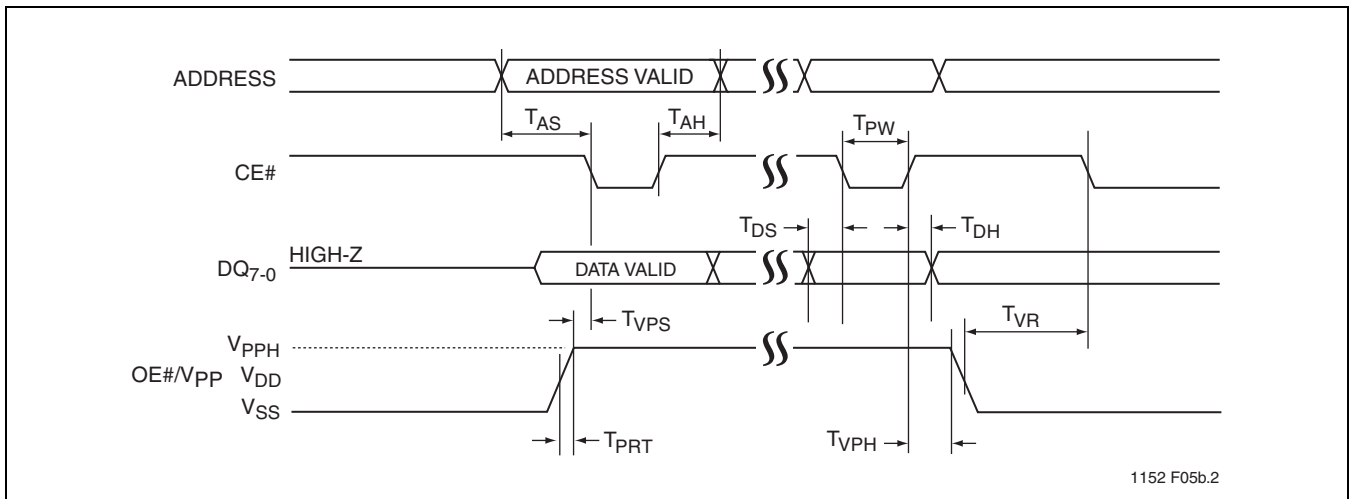 ADDRESS
ADDRESS VALID
TAS
TAH
TPW
CE#
TDS
TDH
HIGH-Z
DQ7-0
DATA VALID
TVPS
TVR
VPPH
OE#/VPP VDD
VSS
TPRT
TVPH
1152 F05b.2